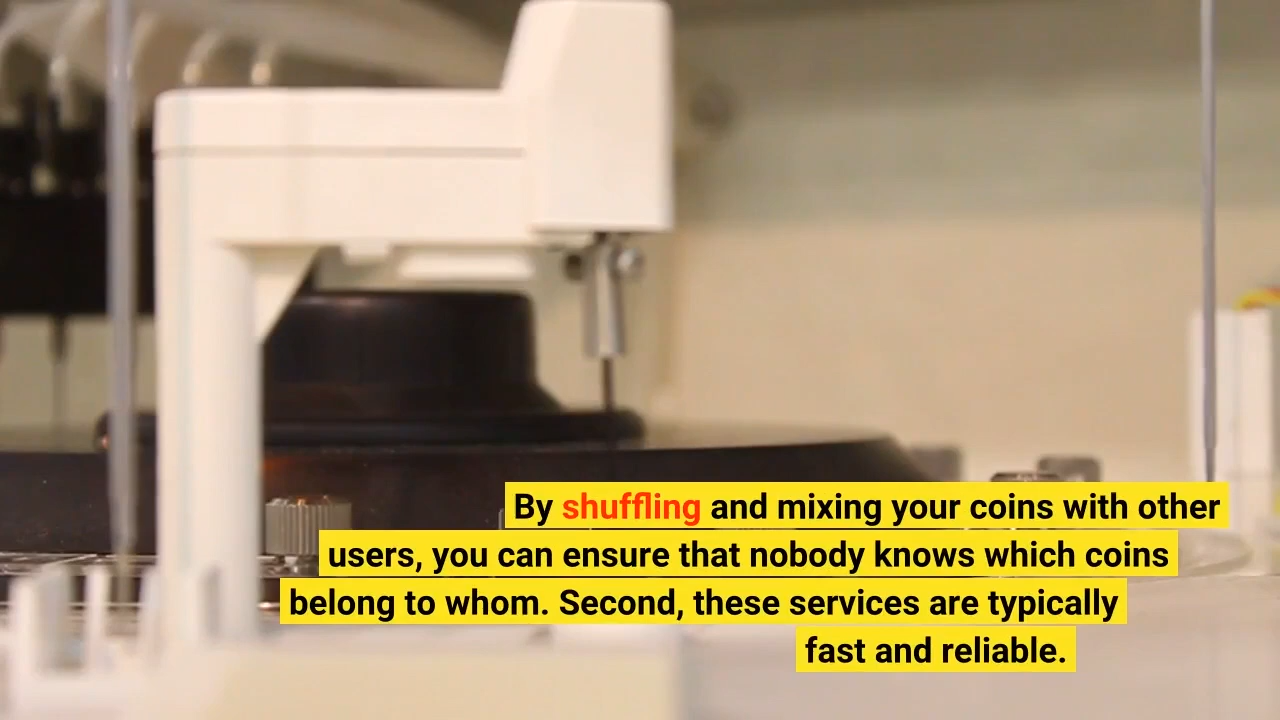 By shuffling and mixing your coins with other
users, you can ensure that nobody knows which coins
belong to whom. Second, these services are typically
fast and reliable.